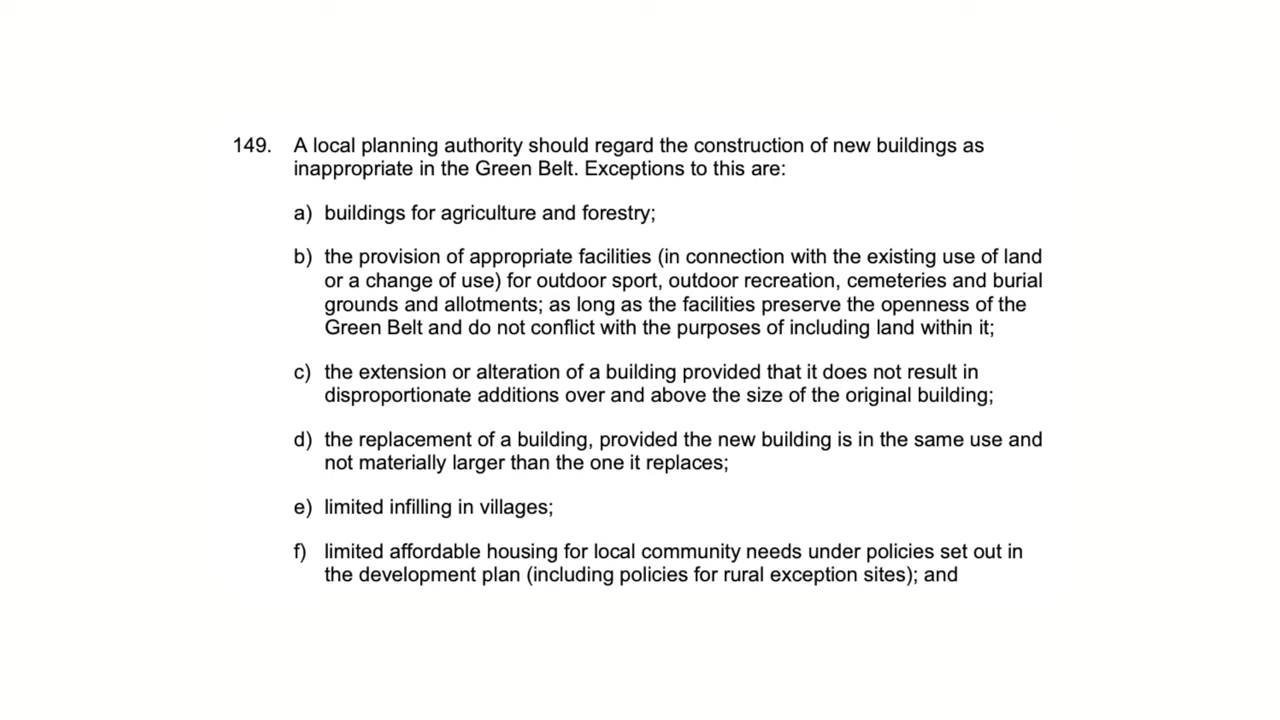 149. A local planning authority should regard the construction of new buildings as
inappropriate in the Green Belt. Exceptions to this are:
a) buildings for agriculture and forestry;
b) the provision of appropriate facilities (in connection with the existing use of land
or a change of use) for outdoor sport, outdoor recreation, cemeteries and burial
grounds and allotments; as long as the facilities preserve the openness of the
Green Belt and do not conflict with the purposes of including land within it;
c) the extension or alteration of a building provided that it does not result in
disproportionate additions over and above the size of the original building;
d) the replacement of a building, provided the new building is in the same use and
not materially larger than the one it replaces;
e) limited infilling in villages;
f) limited affordable housing for local community needs under policies set out in
the development plan (including policies for rural exception sites); and